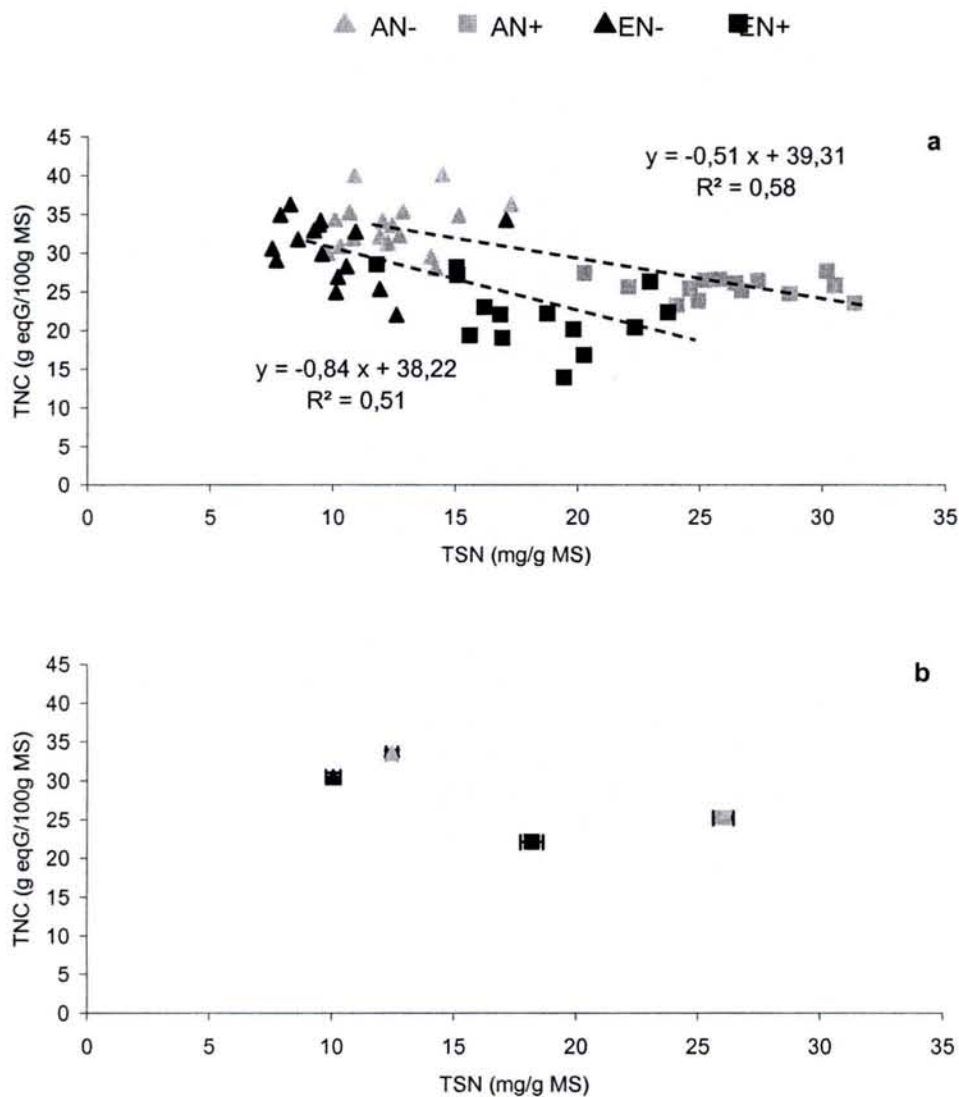 AN- AN+ EN- EN+
a
45
40
35
30
25
20
15
10
5
0
TNC (g eqG/100g MS)
y = -0,51 x + 39,31
R² = 0,58
y = -0,84 x + 38,22
R² = 0,51
0 5 10 15 20 25 30 35
TSN (mg/g MS)
b
45
40
35
30
25
20
15
10
5
0
TNC (g eqG/100g MS)
0 5 10 15 20 25 30 35
TSN (mg/g MS)